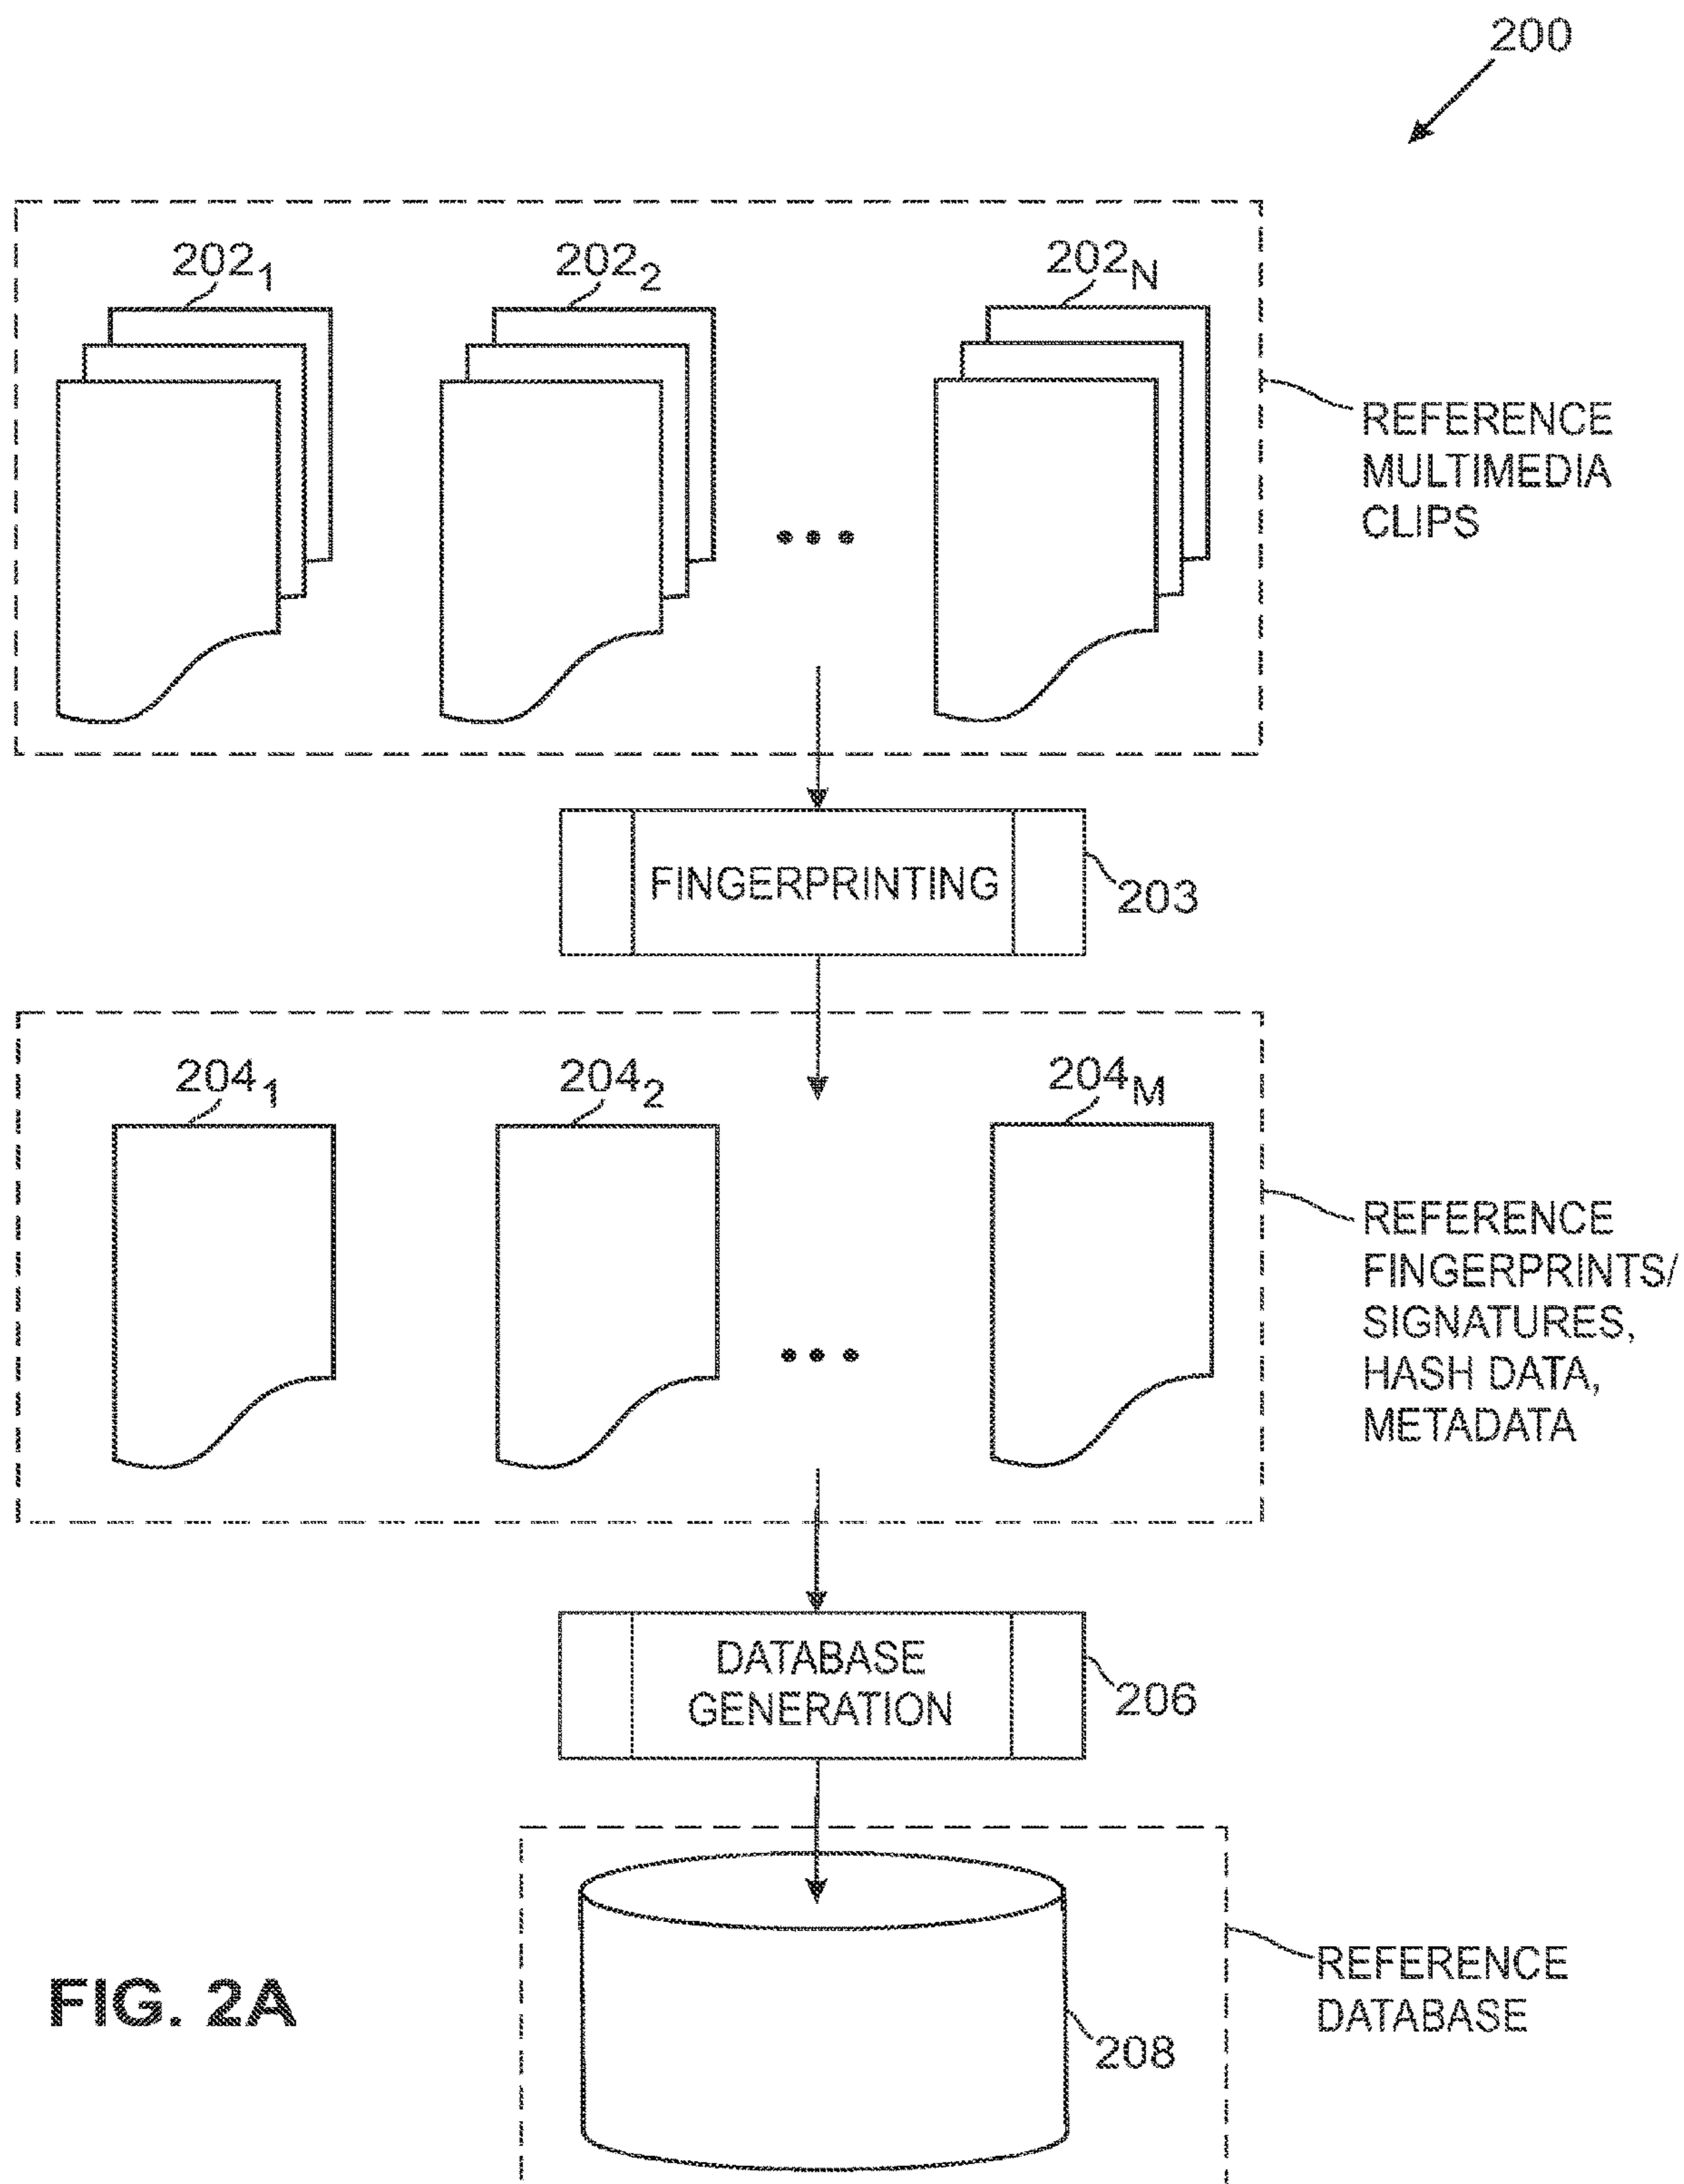 200
202₁ 202₂ 202N
REFERENCE
MULTIMEDIA
CLIPS
FINGERPRINTING
203
204₁ 204₂ 204M
REFERENCE
FINGERPRINTS/
SIGNATURES,
HASH DATA,
METADATA
DATABASE
GENERATION
206
REFERENCE
DATABASE
208
FIG. 2A